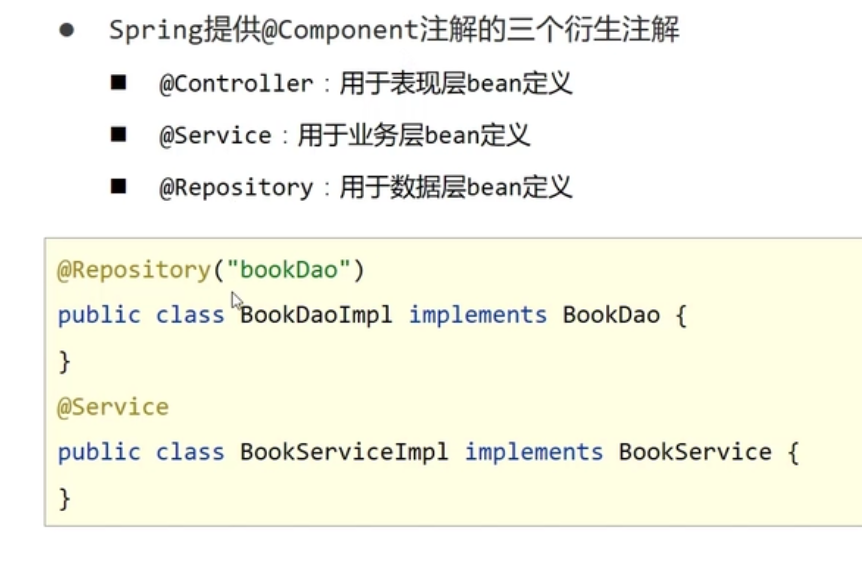 ● Spring提供@Component注解的三个衍生注解
■ @Controller：用于表现层bean定义
■ @Service：用于业务层bean定义
■ @Repository：用于数据层bean定义
@Repository("bookDao")
public class BookDaoImpl implements BookDao {
}
@Service
public class BookServiceImpl implements BookService {
}